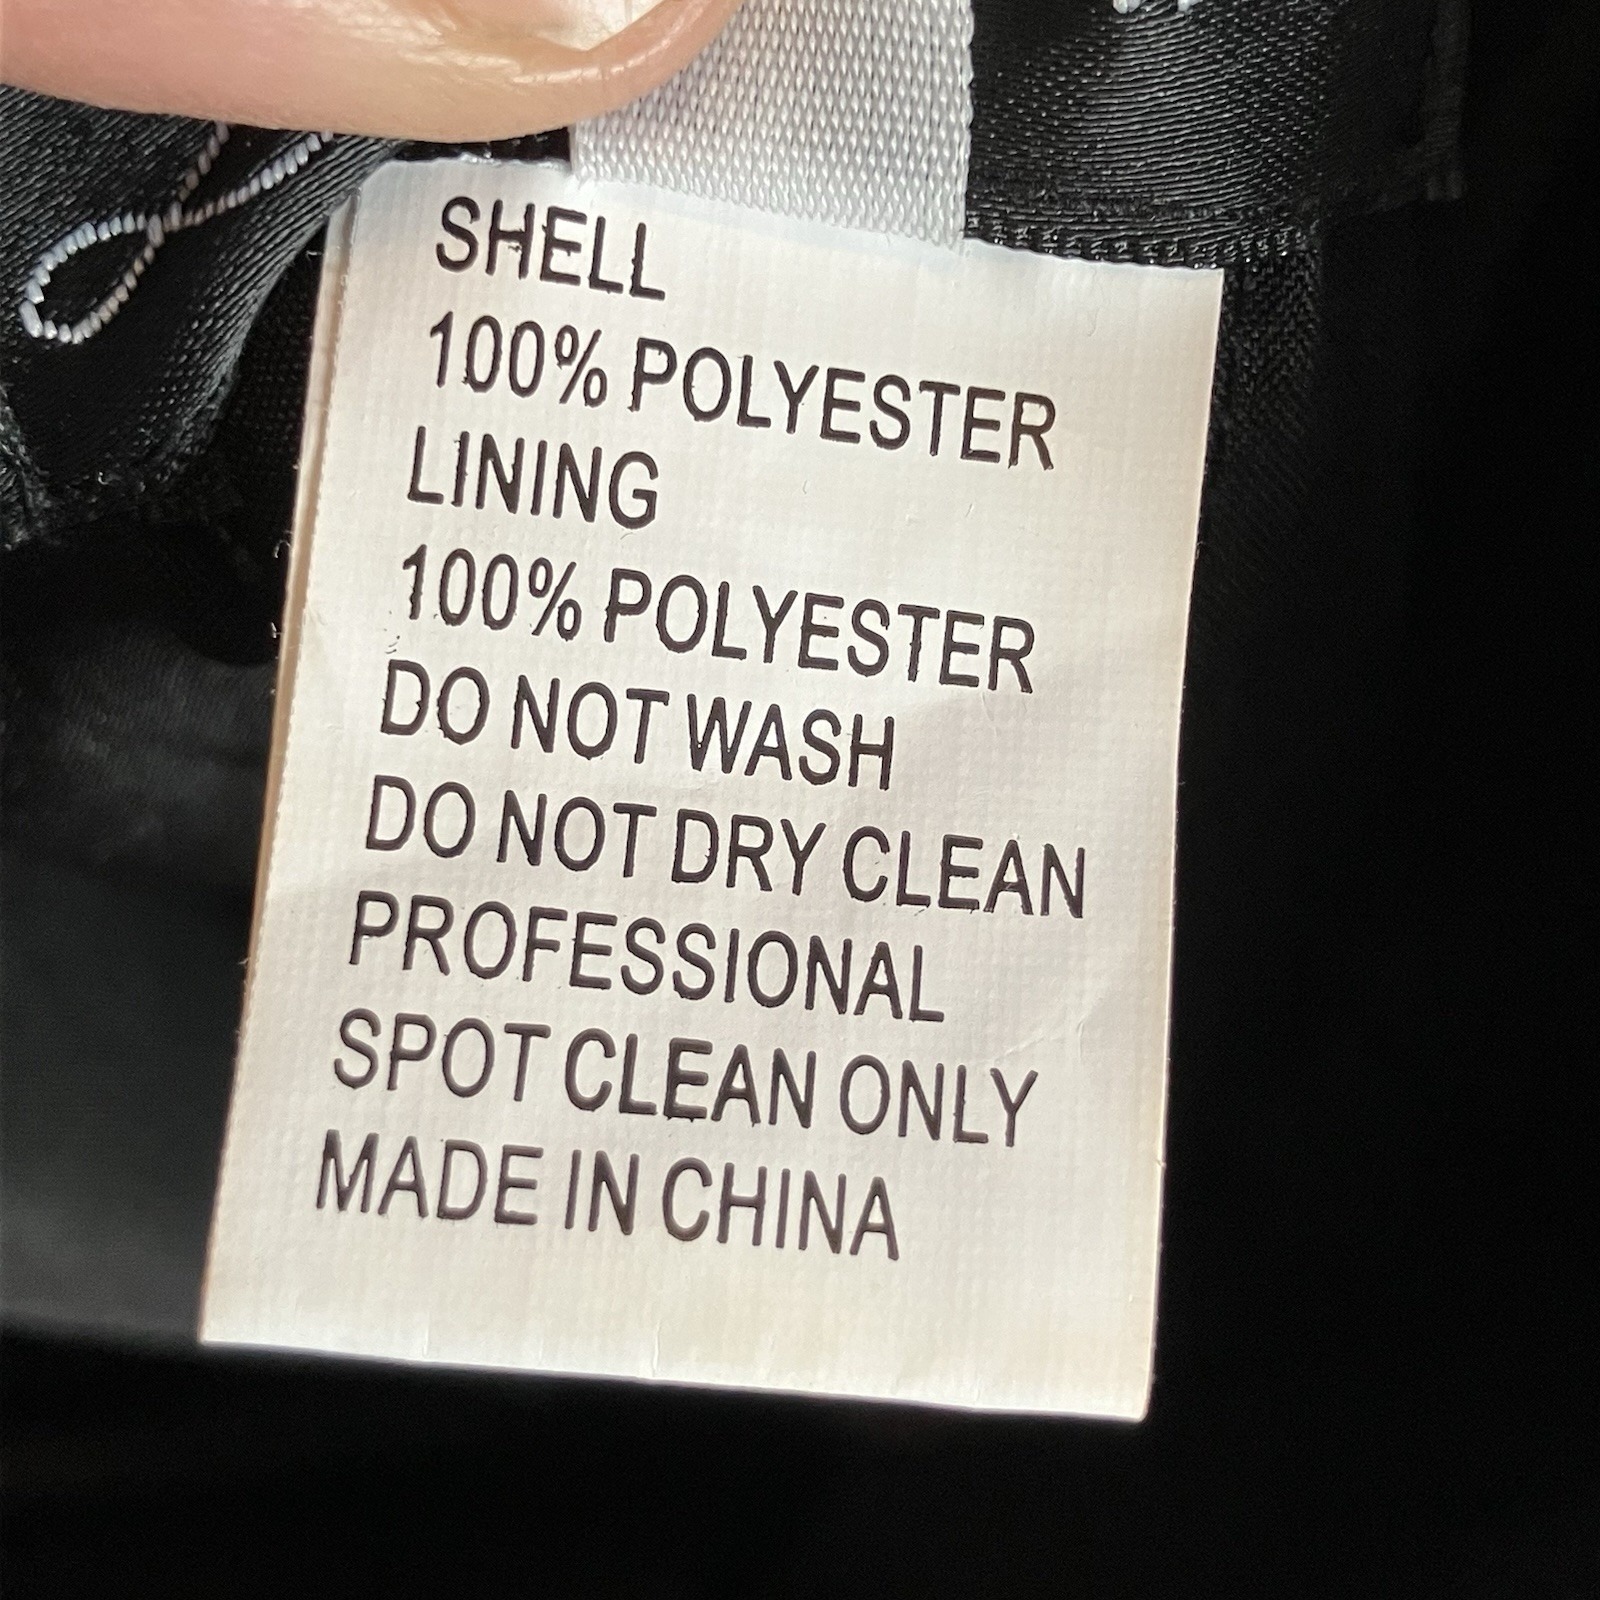 SHELL
100% POLYESTER
LINING
100% POLYESTER
DO NOT WASH
DO NOT DRY CLEAN
PROFESSIONAL
SPOT CLEAN ONLY
MADE IN CHINA